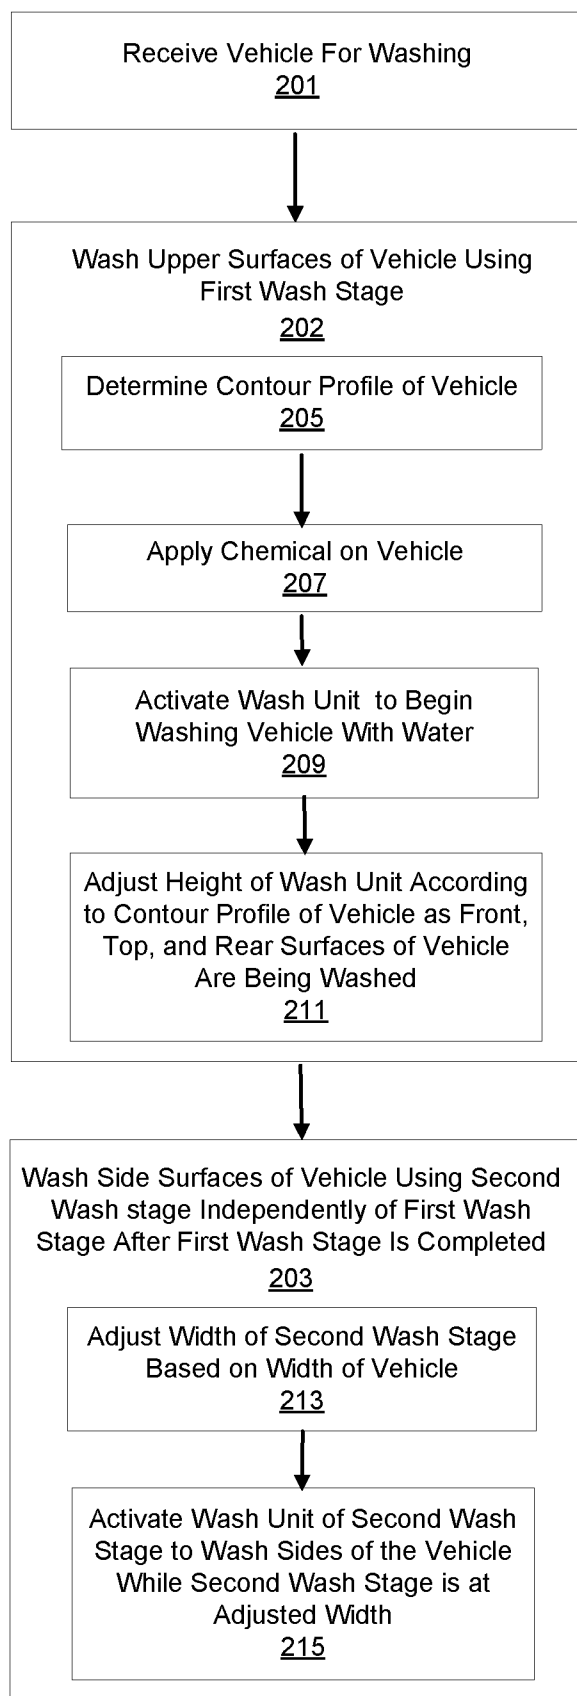 Receive Vehicle For Washing
201
Wash Upper Surfaces of Vehicle Using
First Wash Stage
202
Determine Contour Profile of Vehicle
205
Apply Chemical on Vehicle
207
Activate Wash Unit to Begin
Washing Vehicle With Water
209
Adjust Height of Wash Unit According
to Contour Profile of Vehicle as Front,
Top, and Rear Surfaces of Vehicle
Are Being Washed
211
Wash Side Surfaces of Vehicle Using Second
Wash stage Independently of First Wash
Stage After First Wash Stage Is Completed
203
Adjust Width of Second Wash Stage
Based on Width of Vehicle
213
Activate Wash Unit of Second Wash
Stage to Wash Sides of the Vehicle
While Second Wash Stage is at
Adjusted Width
215